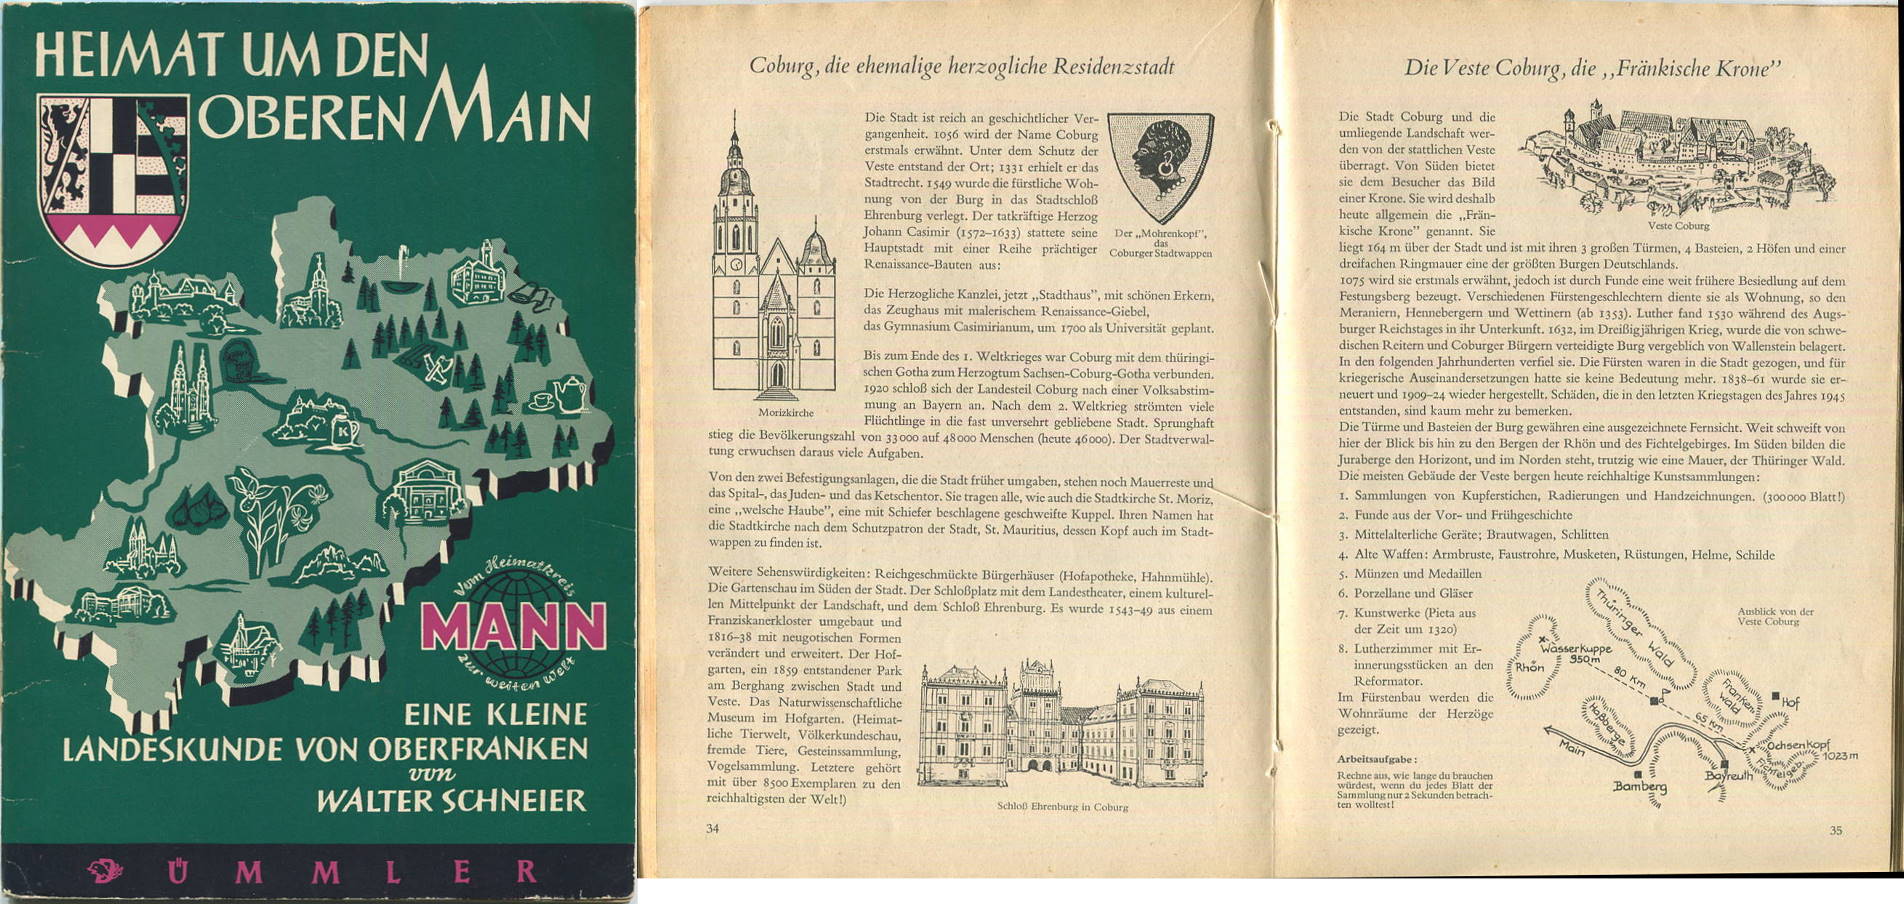 HEIMAT UM DEN
OBEREN MAIN
K
Vom Heimatkreis
MANN
zur weiten Welt
EINE KLEINE
LANDESKUNDE VON OBERFRANKEN
von
WALTER SCHNEIER
DÜMMLER
Coburg, die ehemalige herzogliche Residenzstadt
Die Stadt ist reich an geschichtlicher Ver-
gangenheit. 1056 wird der Name Coburg
erstmals erwähnt. Unter dem Schutz der
Veste entstand der Ort; 1331 erhielt er das
Stadtrecht. 1549 wurde die fürstliche Woh-
nung von der Burg in das Stadtschloß
Ehrenburg verlegt. Der tatkräftige Herzog
Johann Casimir (1572–1633) stattete seine
Hauptstadt mit einer Reihe prächtiger
Renaissance-Bauten aus:
Der „Mohrenkopf",
das
Coburger Stadtwappen
Die Herzogliche Kanzlei, jetzt „Stadthaus", mit schönen Erkern,
das Zeughaus mit malerischem Renaissance-Giebel,
das Gymnasium Casimirianum, um 1700 als Universität geplant.
Bis zum Ende des 1. Weltkrieges war Coburg mit dem thüringi-
schen Gotha zum Herzogtum Sachsen-Coburg-Gotha verbunden.
1920 schloß sich der Landesteil Coburg nach einer Volksabstim-
mung an Bayern an. Nach dem 2. Weltkrieg strömten viele
Flüchtlinge in die fast unversehrt gebliebene Stadt. Sprunghaft
Morizkirche
stieg die Bevölkerungszahl von 33 000 auf 48 000 Menschen (heute 46 000). Der Stadtverwal-
tung erwuchsen daraus viele Aufgaben.
Von den zwei Befestigungsanlagen, die die Stadt früher umgaben, stehen noch Mauerreste und
das Spital-, das Juden- und das Ketschentor. Sie tragen alle, wie auch die Stadtkirche St. Moriz,
eine „welsche Haube", eine mit Schiefer beschlagene geschweifte Kuppel. Ihren Namen hat
die Stadtkirche nach dem Schutzpatron der Stadt, St. Mauritius, dessen Kopf auch im Stadt-
wappen zu finden ist.
Weitere Sehenswürdigkeiten: Reichgeschmückte Bürgerhäuser (Hofapotheke, Hahnmühle).
Die Gartenschau im Süden der Stadt. Der Schloßplatz mit dem Landestheater, einem kulturel-
len Mittelpunkt der Landschaft, und dem Schloß Ehrenburg. Es wurde 1543–49 aus einem
Franziskanerkloster umgebaut und
1816–38 mit neugotischen Formen
verändert und erweitert. Der Hof-
garten, ein 1859 entstandener Park
am Berghang zwischen Stadt und
Veste. Das Naturwissenschaftliche
Museum im Hofgarten. (Heimat-
liche Tierwelt, Völkerkundeschau,
fremde Tiere, Gesteinssammlung,
Vogelsammlung. Letztere gehört
mit über 8500 Exemplaren zu den
reichhaltigsten der Welt!)
Schloß Ehrenburg in Coburg
34
Die Veste Coburg, die „Fränkische Krone"
Die Stadt Coburg und die
umliegende Landschaft wer-
den von der stattlichen Veste
überragt. Von Süden bietet
sie dem Besucher das Bild
einer Krone. Sie wird deshalb
heute allgemein die „Frän-
kische Krone" genannt. Sie
Veste Coburg
liegt 164 m über der Stadt und ist mit ihren 3 großen Türmen, 4 Basteien, 2 Höfen und einer
dreifachen Ringmauer eine der größten Burgen Deutschlands.
1075 wird sie erstmals erwähnt, jedoch ist durch Funde eine weit frühere Besiedlung auf dem
Festungsberg bezeugt. Verschiedenen Fürstengeschlechtern diente sie als Wohnung, so den
Meraniern, Hennebergern und Wettinern (ab 1353). Luther fand 1530 während des Augs-
burger Reichstages in ihr Unterkunft. 1632, im Dreißigjährigen Krieg, wurde die von schwe-
dischen Reitern und Coburger Bürgern verteidigte Burg vergeblich von Wallenstein belagert.
In den folgenden Jahrhunderten verfiel sie. Die Fürsten waren in die Stadt gezogen, und für
kriegerische Auseinandersetzungen hatte sie keine Bedeutung mehr. 1838–61 wurde sie er-
neuert und 1909–24 wieder hergestellt. Schäden, die in den letzten Kriegstagen des Jahres 1945
entstanden, sind kaum mehr zu bemerken.
Die Türme und Basteien der Burg gewähren eine ausgezeichnete Fernsicht. Weit schweift von
hier der Blick bis hin zu den Bergen der Rhön und des Fichtelgebirges. Im Süden bilden die
Juraberge den Horizont, und im Norden steht, trutzig wie eine Mauer, der Thüringer Wald.
Die meisten Gebäude der Veste bergen heute reichhaltige Kunstsammlungen:
1. Sammlungen von Kupferstichen, Radierungen und Handzeichnungen. (300 000 Blatt!)
2. Funde aus der Vor- und Frühgeschichte
3. Mittelalterliche Geräte; Brautwagen, Schlitten
4. Alte Waffen: Armbruste, Faustrohre, Musketen, Rüstungen, Helme, Schilde
5. Münzen und Medaillen
6. Porzellane und Gläser
7. Kunstwerke (Pieta aus
der Zeit um 1320)
8. Lutherzimmer mit Er-
innerungsstücken an den
Reformator.
Im Fürstenbau werden die
Wohnräume der Herzöge
gezeigt.
Arbeitsaufgabe:
Rechne aus, wie lange du brauchen
würdest, wenn du jedes Blatt der
Sammlung nur 2 Sekunden betrach-
ten wolltest!
Ausblick von der
Veste Coburg
Thüringer Wald
Wasserkuppe
950 m
Rhön
80 Km
Franken
Wald
Hof
65 Km
Haßberge
Main
Ochsenkopf
1023 m
Fichtelgeb.
Bayreuth
Bamberg
35